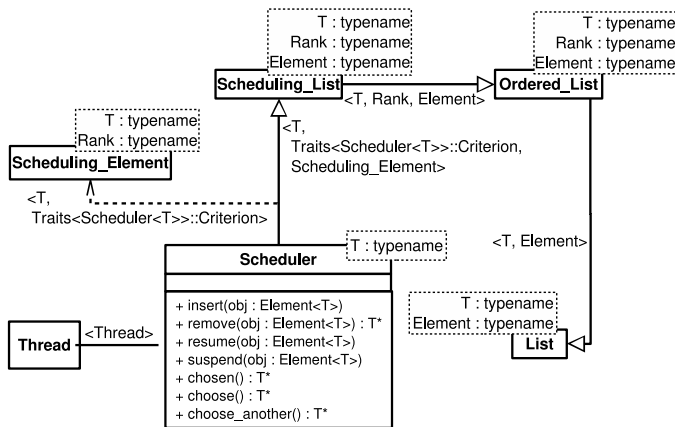 T : typename
Rank : typename
Element : typename
Scheduling_List
T : typename
Rank : typename
Element : typename
Ordered_List
<T, Rank, Element>
T : typename
Rank : typename
Scheduling_Element
<T,
Traits<Scheduler<T>>::Criterion,
Scheduling_Element>
<T,
Traits<Scheduler<T>>::Criterion>
<T, Element>
T : typename
Scheduler
+ insert(obj : Element<T>)
+ remove(obj : Element<T>) : T*
+ resume(obj : Element<T>)
+ suspend(obj : Element<T>)
+ chosen() : T*
+ choose() : T*
+ choose_another() : T*
Thread
<Thread>
T : typename
Element : typename
List